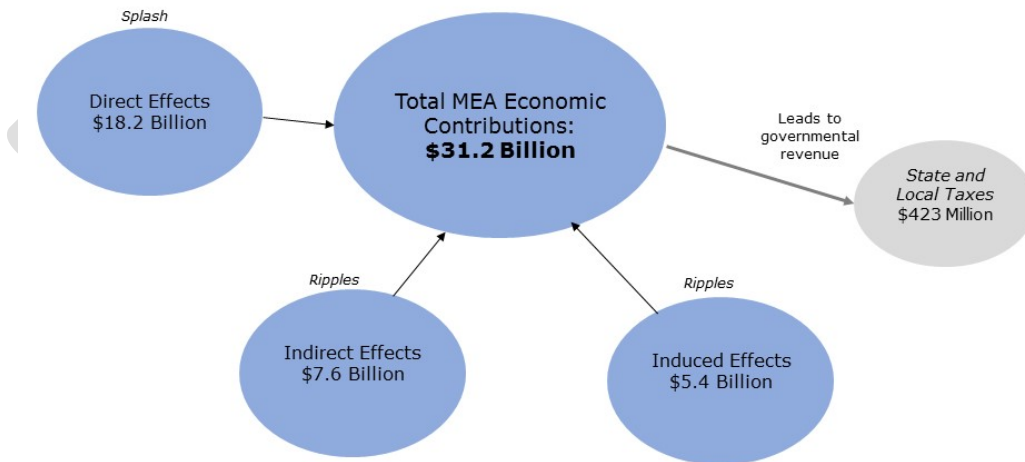 Splash
Direct Effects
$18.2 Billion
Total MEA Economic
Contributions:
$31.2 Billion
Leads to
governmental
revenue
State and
Local Taxes
$423 Million
Ripples
Indirect Effects
$7.6 Billion
Ripples
Induced Effects
$5.4 Billion